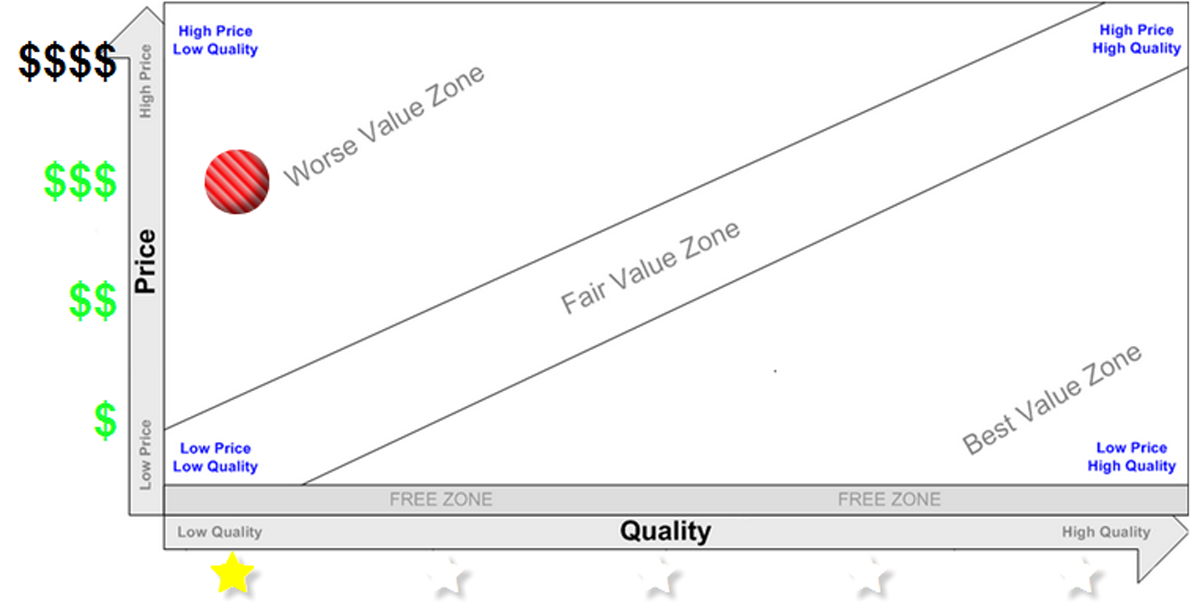 High Price
Low Quality
High Price
High Quality
$$$$
High Price
Worse Value Zone
$$$
Price
Fair Value Zone
$$
Best Value Zone
$
Low Price
Low Price
Low Quality
Low Price
High Quality
FREE ZONE
FREE ZONE
Low Quality
Quality
High Quality